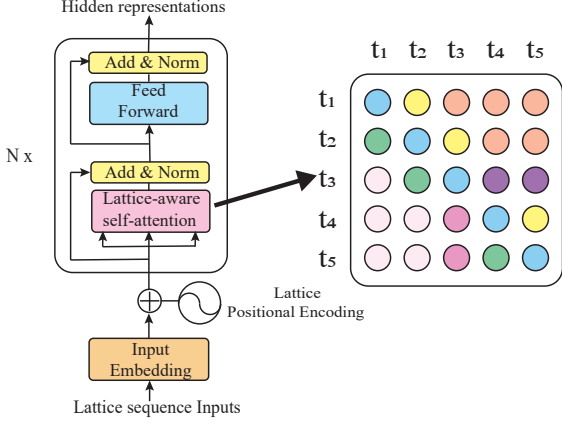 Hidden representations
Add & Norm
Feed
Forward
N x
Add & Norm
Lattice-aware
self-attention
Lattice
Positional Encoding
Input
Embedding
Lattice sequence Inputs
t1 t2 t3 t4 t5
t1
t2
t3
t4
t5